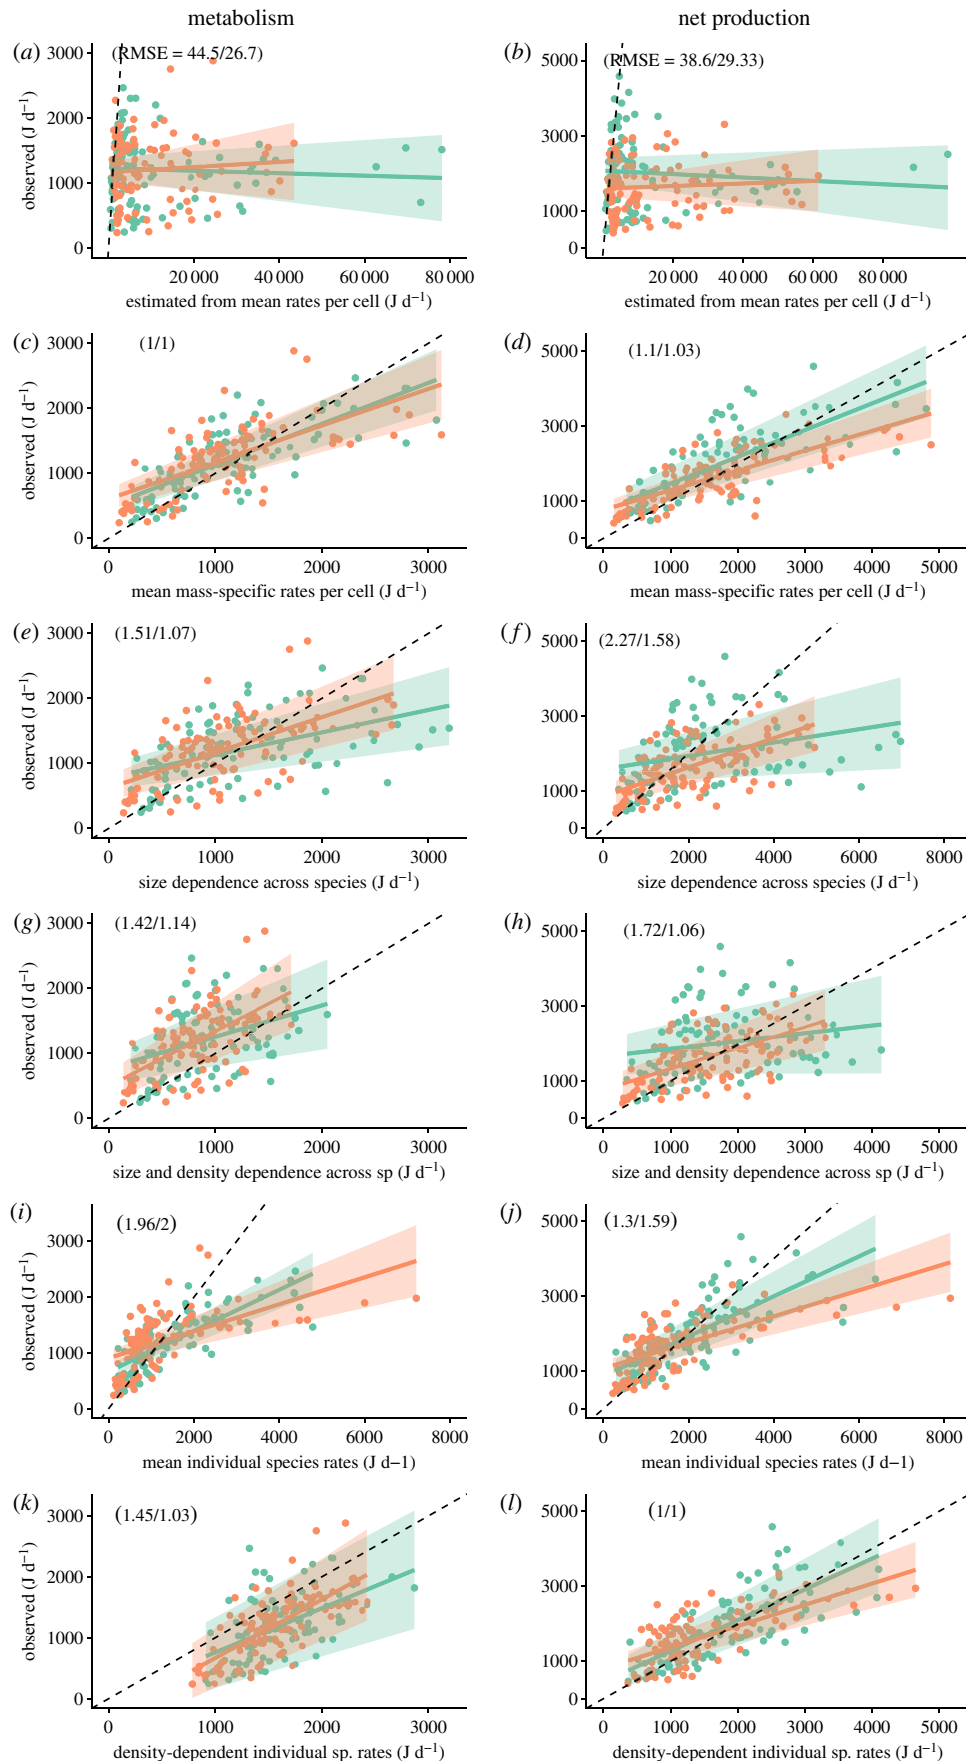 metabolism
net production
(a)
(RMSE = 44.5/26.7)
3000
2000
1000
0
observed (J d⁻¹)
20 000 40 000 60 000 80 000
estimated from mean rates per cell (J d⁻¹)
(b)
(RMSE = 38.6/29.33)
5000
3000
1000
0
20 000 40 000 60 000 80 000
estimated from mean rates per cell (J d⁻¹)
(c)
(1/1)
3000
2000
1000
0
observed (J d⁻¹)
0 1000 2000 3000
mean mass-specific rates per cell (J d⁻¹)
(d)
(1.1/1.03)
5000
3000
1000
0
0 1000 2000 3000 4000 5000
mean mass-specific rates per cell (J d⁻¹)
(e)
(1.51/1.07)
3000
2000
1000
0
observed (J d⁻¹)
0 1000 2000 3000
size dependence across species (J d⁻¹)
(f)
(2.27/1.58)
5000
3000
1000
0
0 2000 4000 6000 8000
size dependence across species (J d⁻¹)
(g)
(1.42/1.14)
3000
2000
1000
0
observed (J d⁻¹)
0 1000 2000 3000
size and density dependence across sp (J d⁻¹)
(h)
(1.72/1.06)
5000
3000
1000
0
0 1000 2000 3000 4000 5000
size and density dependence across sp (J d⁻¹)
(i)
(1.96/2)
3000
2000
1000
0
observed (J d⁻¹)
0 2000 4000 6000 8000
mean individual species rates (J d−1)
(j)
(1.3/1.59)
5000
3000
1000
0
0 2000 4000 6000 8000
mean individual species rates (J d−1)
(k)
(1.45/1.03)
3000
2000
1000
0
observed (J d⁻¹)
0 1000 2000 3000
density-dependent individual sp. rates (J d⁻¹)
(l)
(1/1)
5000
3000
1000
0
0 1000 2000 3000 4000 5000
density-dependent individual sp. rates (J d⁻¹)